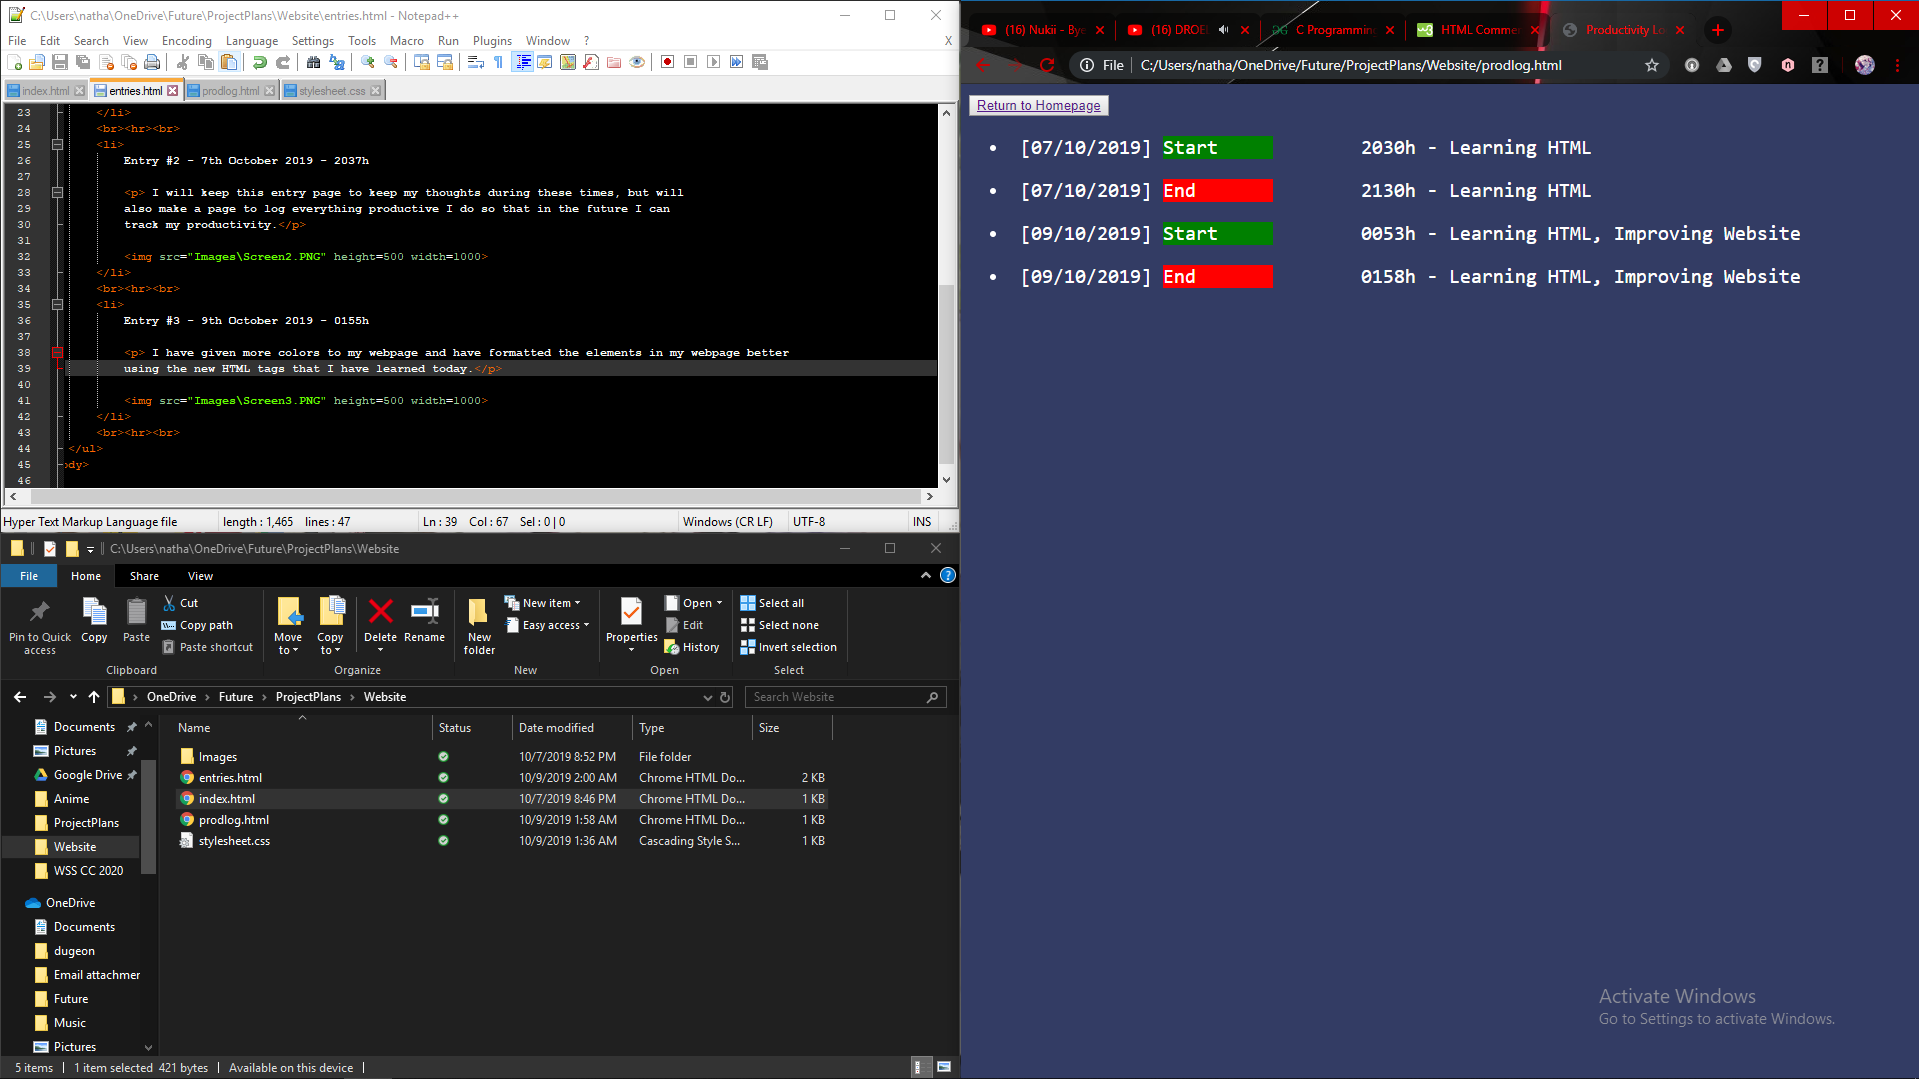 C:\Users\natha\OneDrive\Future\ProjectPlans\Website\entries.html - Notepad++
File Edit Search View Encoding Language Settings Tools Macro Run Plugins Window ? X
index.html entries.html prodlog.html stylesheet.css
23 </li>
24 <br><hr><br>
25 <li>
26 Entry #2 - 7th October 2019 - 2037h
27
28 <p> I will keep this entry page to keep my thoughts during these times, but will
29 also make a page to log everything productive I do so that in the future I can
30 track my productivity.</p>
31
32 <img src="Images\Screen2.PNG" height=500 width=1000>
33 </li>
34 <br><hr><br>
35 <li>
36 Entry #3 - 9th October 2019 - 0155h
37
38 <p> I have given more colors to my webpage and have formatted the elements in my webpage better
39 using the new HTML tags that I have learned today.</p>
40
41 <img src="Images\Screen3.PNG" height=500 width=1000>
42 </li>
43 <br><hr><br>
44 </ul>
45 ody>
46
Hyper Text Markup Language file length : 1,465 lines : 47 Ln : 39 Col : 67 Sel : 0 | 0 Windows (CR LF) UTF-8 INS
C:\Users\natha\OneDrive\Future\ProjectPlans\Website
File Home Share View
Pin to Quick access
Copy
Paste
Cut
Copy path
Paste shortcut
Clipboard
Move to
Copy to
Delete
Rename
Organize
New folder
New item
Easy access
New
Properties
Open
Edit
History
Open
Select all
Select none
Invert selection
Select
OneDrive > Future > ProjectPlans > Website
Search Website
Documents
Pictures
Google Drive
Anime
ProjectPlans
Website
WSS CC 2020
OneDrive
Documents
dugeon
Email attachmer
Future
Music
Pictures
Name Status Date modified Type Size
Images 10/7/2019 8:52 PM File folder
entries.html 10/9/2019 2:00 AM Chrome HTML Do... 2 KB
index.html 10/7/2019 8:46 PM Chrome HTML Do... 1 KB
prodlog.html 10/9/2019 1:58 AM Chrome HTML Do... 1 KB
stylesheet.css 10/9/2019 1:36 AM Cascading Style S... 1 KB
5 items 1 item selected 421 bytes Available on this device
(16) Nukii - Bye (16) DROE C Programming HTML Comme Productivity Lo
File C:/Users/natha/OneDrive/Future/ProjectPlans/Website/prodlog.html
Return to Homepage
• [07/10/2019] Start 2030h - Learning HTML
• [07/10/2019] End 2130h - Learning HTML
• [09/10/2019] Start 0053h - Learning HTML, Improving Website
• [09/10/2019] End 0158h - Learning HTML, Improving Website
Activate Windows
Go to Settings to activate Windows.